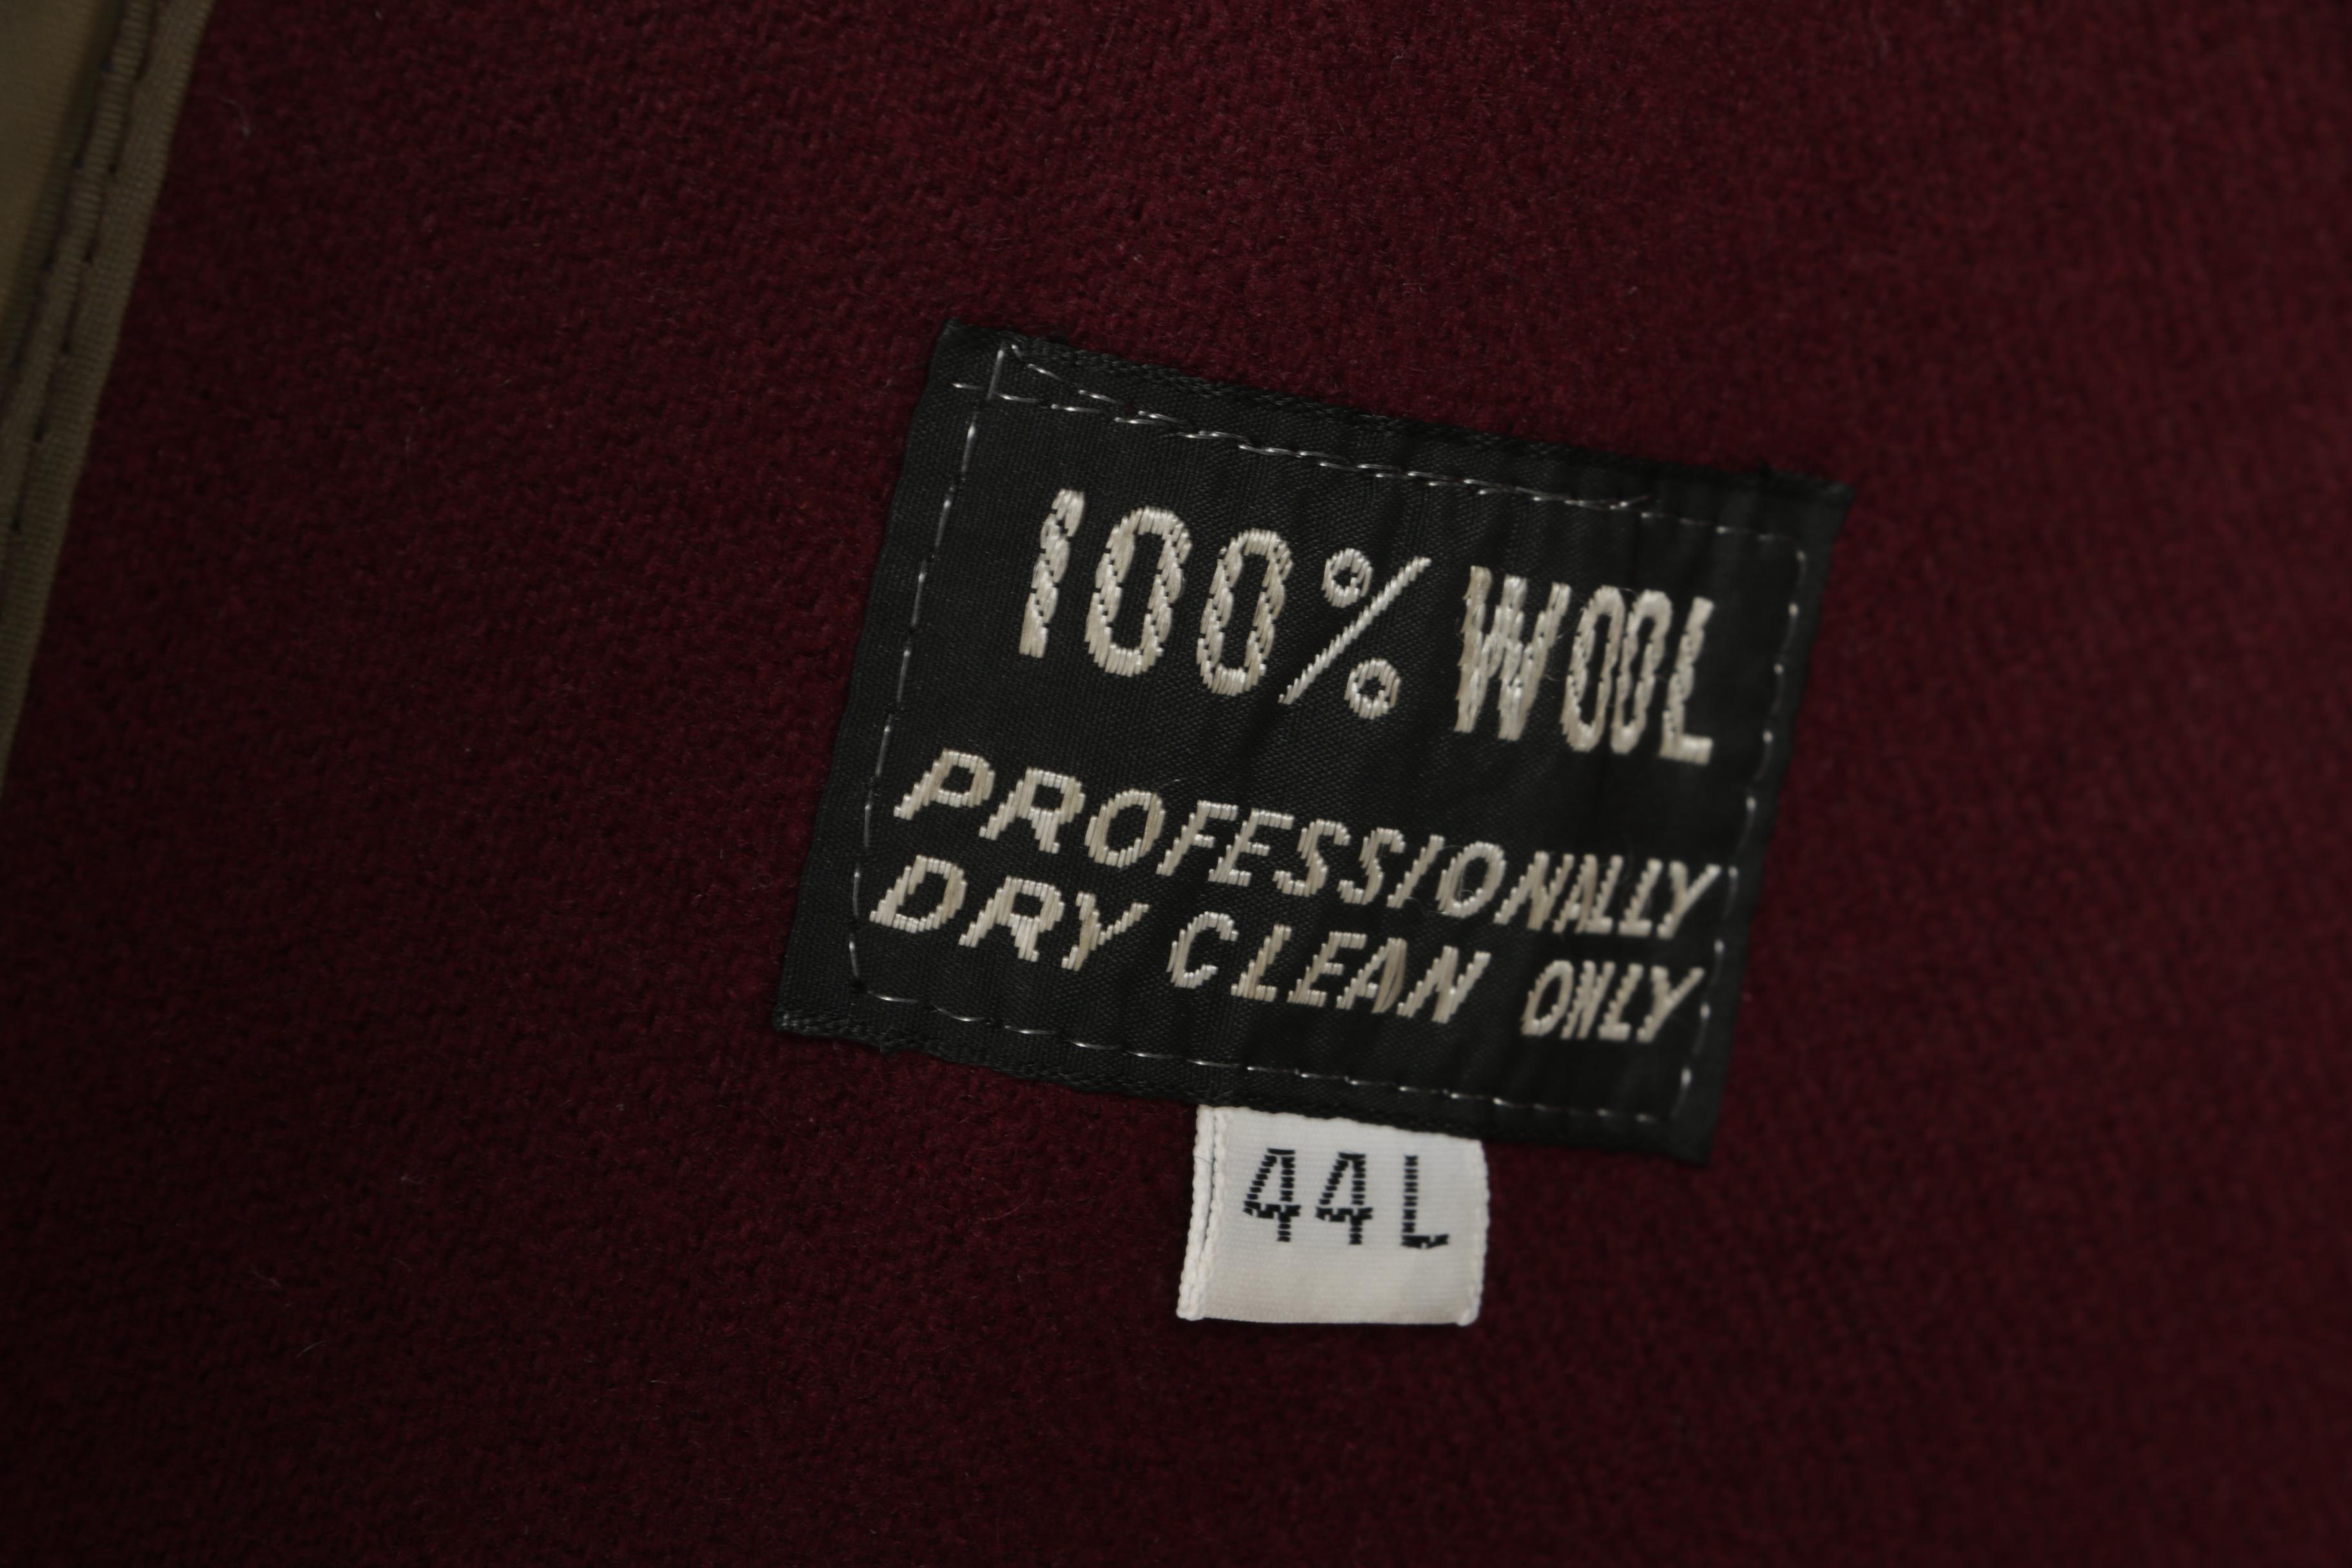 100% WOOL
PROFESSIONALLY
DRY CLEAN ONLY
44L